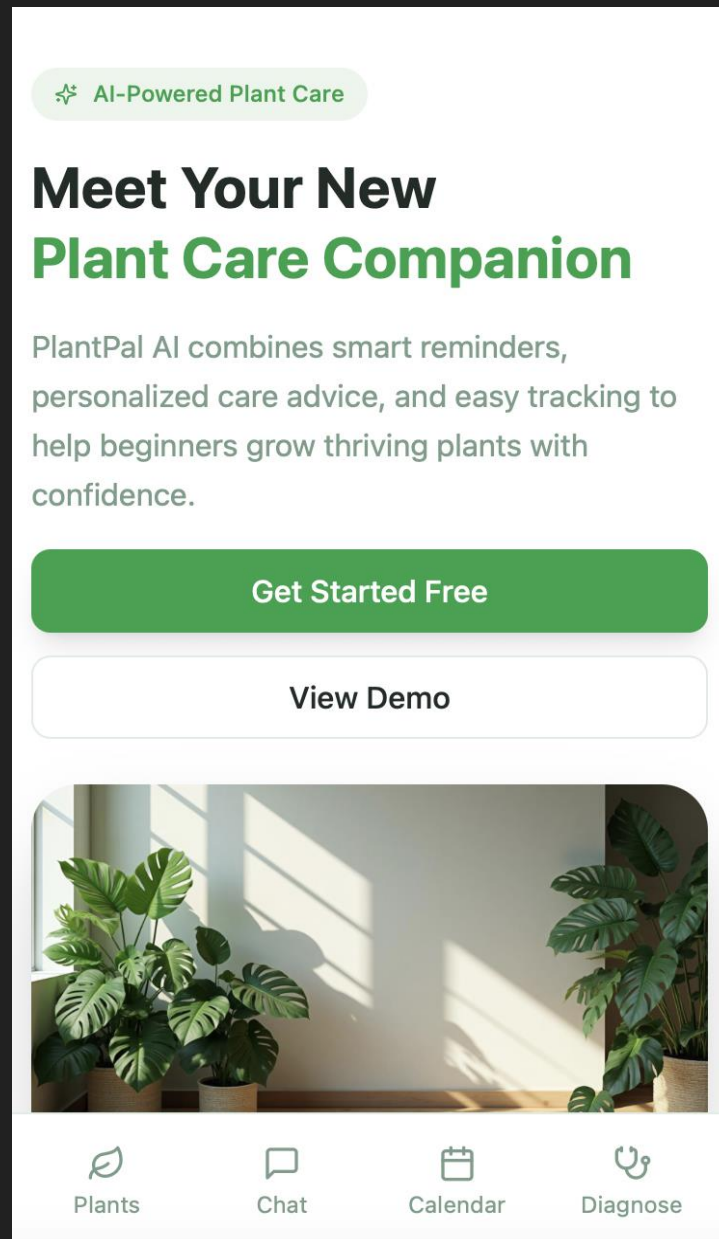 AI-Powered Plant Care
Meet Your New
Plant Care Companion
PlantPal AI combines smart reminders,
personalized care advice, and easy tracking to
help beginners grow thriving plants with
confidence.
Get Started Free
View Demo
Plants
Chat
Calendar
Diagnose